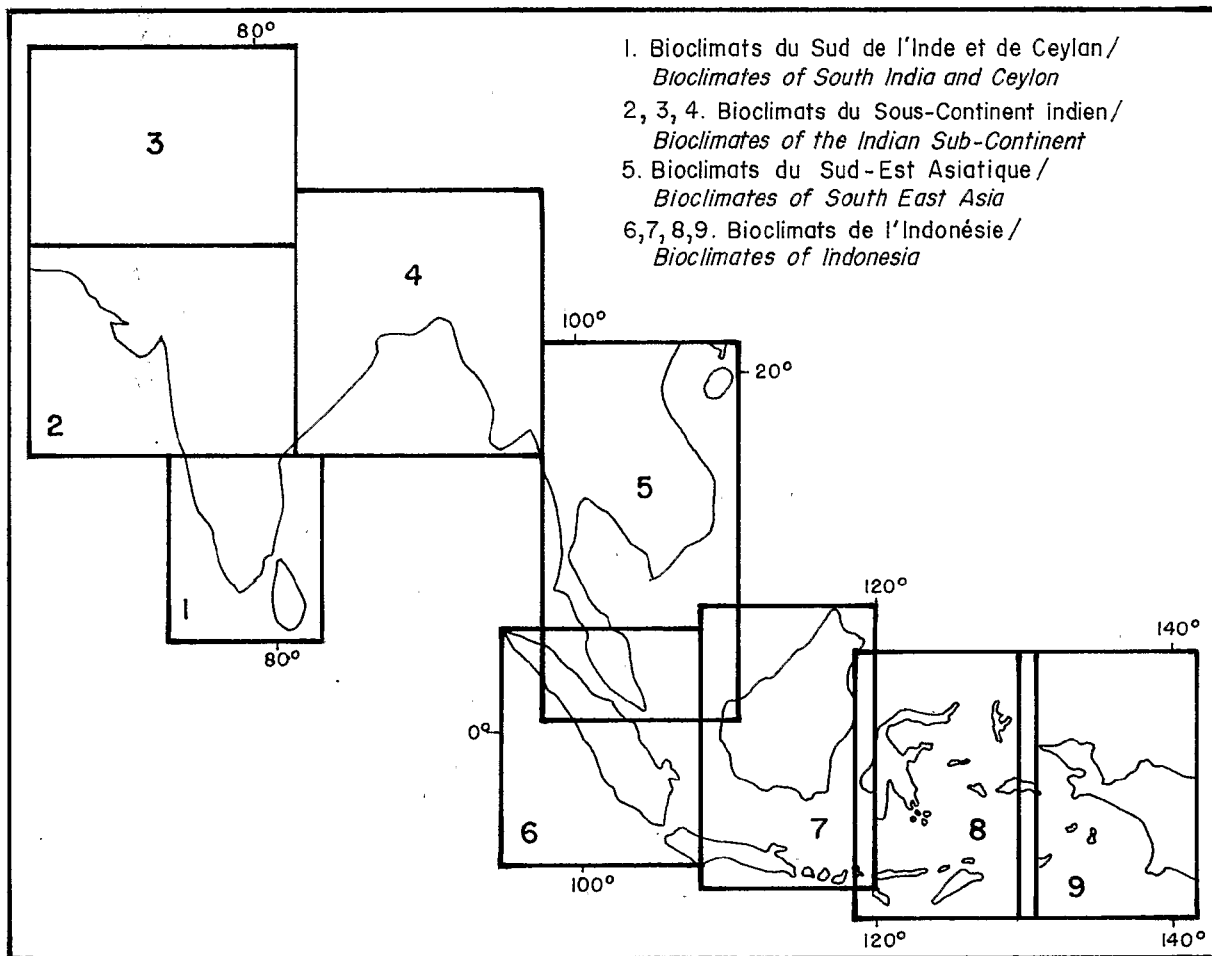 80°
1. Bioclimats du Sud de l'Inde et de Ceylan/
Bioclimates of South India and Ceylon
2, 3, 4. Bioclimats du Sous-Continent indien/
Bioclimates of the Indian Sub-Continent
5. Bioclimats du Sud-Est Asiatique/
Bioclimates of South East Asia
6,7,8,9. Bioclimats de l'Indonésie/
Bioclimates of Indonesia
3
4
100°
20°
2
5
1
80°
120°
140°
0°
6
7
8
9
100°
120°
140°